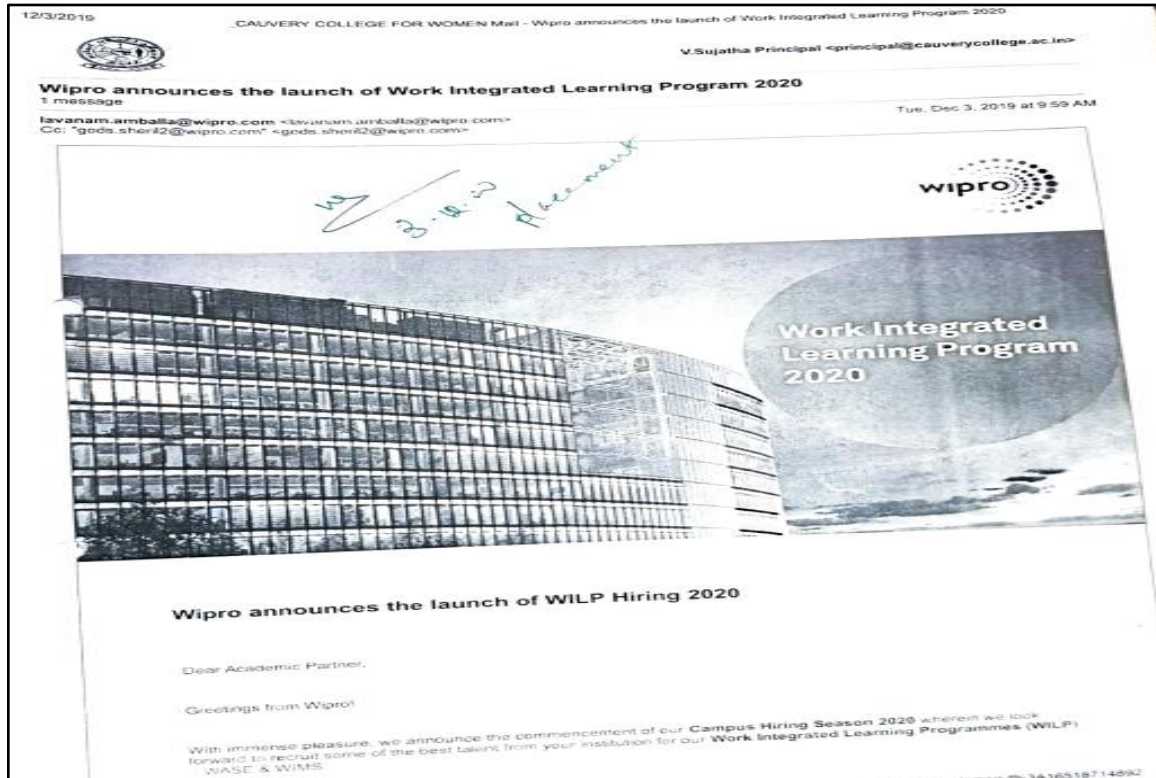 12/3/2019
CAUVERY COLLEGE FOR WOMEN Mail - Wipro announces the launch of Work Integrated Learning Program 2020
V.Sujatha Principal <principal@cauverycollege.ac.in>
Wipro announces the launch of Work Integrated Learning Program 2020
1 message
lavanam.amballa@wipro.com <lavanam.amballa@wipro.com>
Tue, Dec 3, 2019 at 9:59 AM
Cc: "gods.sheril2@wipro.com" <gods.sheril2@wipro.com>
placement
wipro
Work Integrated
Learning Program
2020
Wipro announces the launch of WILP Hiring 2020
Dear Academic Partner,
Greetings from Wipro!
With immense pleasure, we announce the commencement of our Campus Hiring Season 2020 wherein we look
forward to recruit some of the best talent from your institution for our Work Integrated Learning Programmes (WILP)
- WASE & WIMS